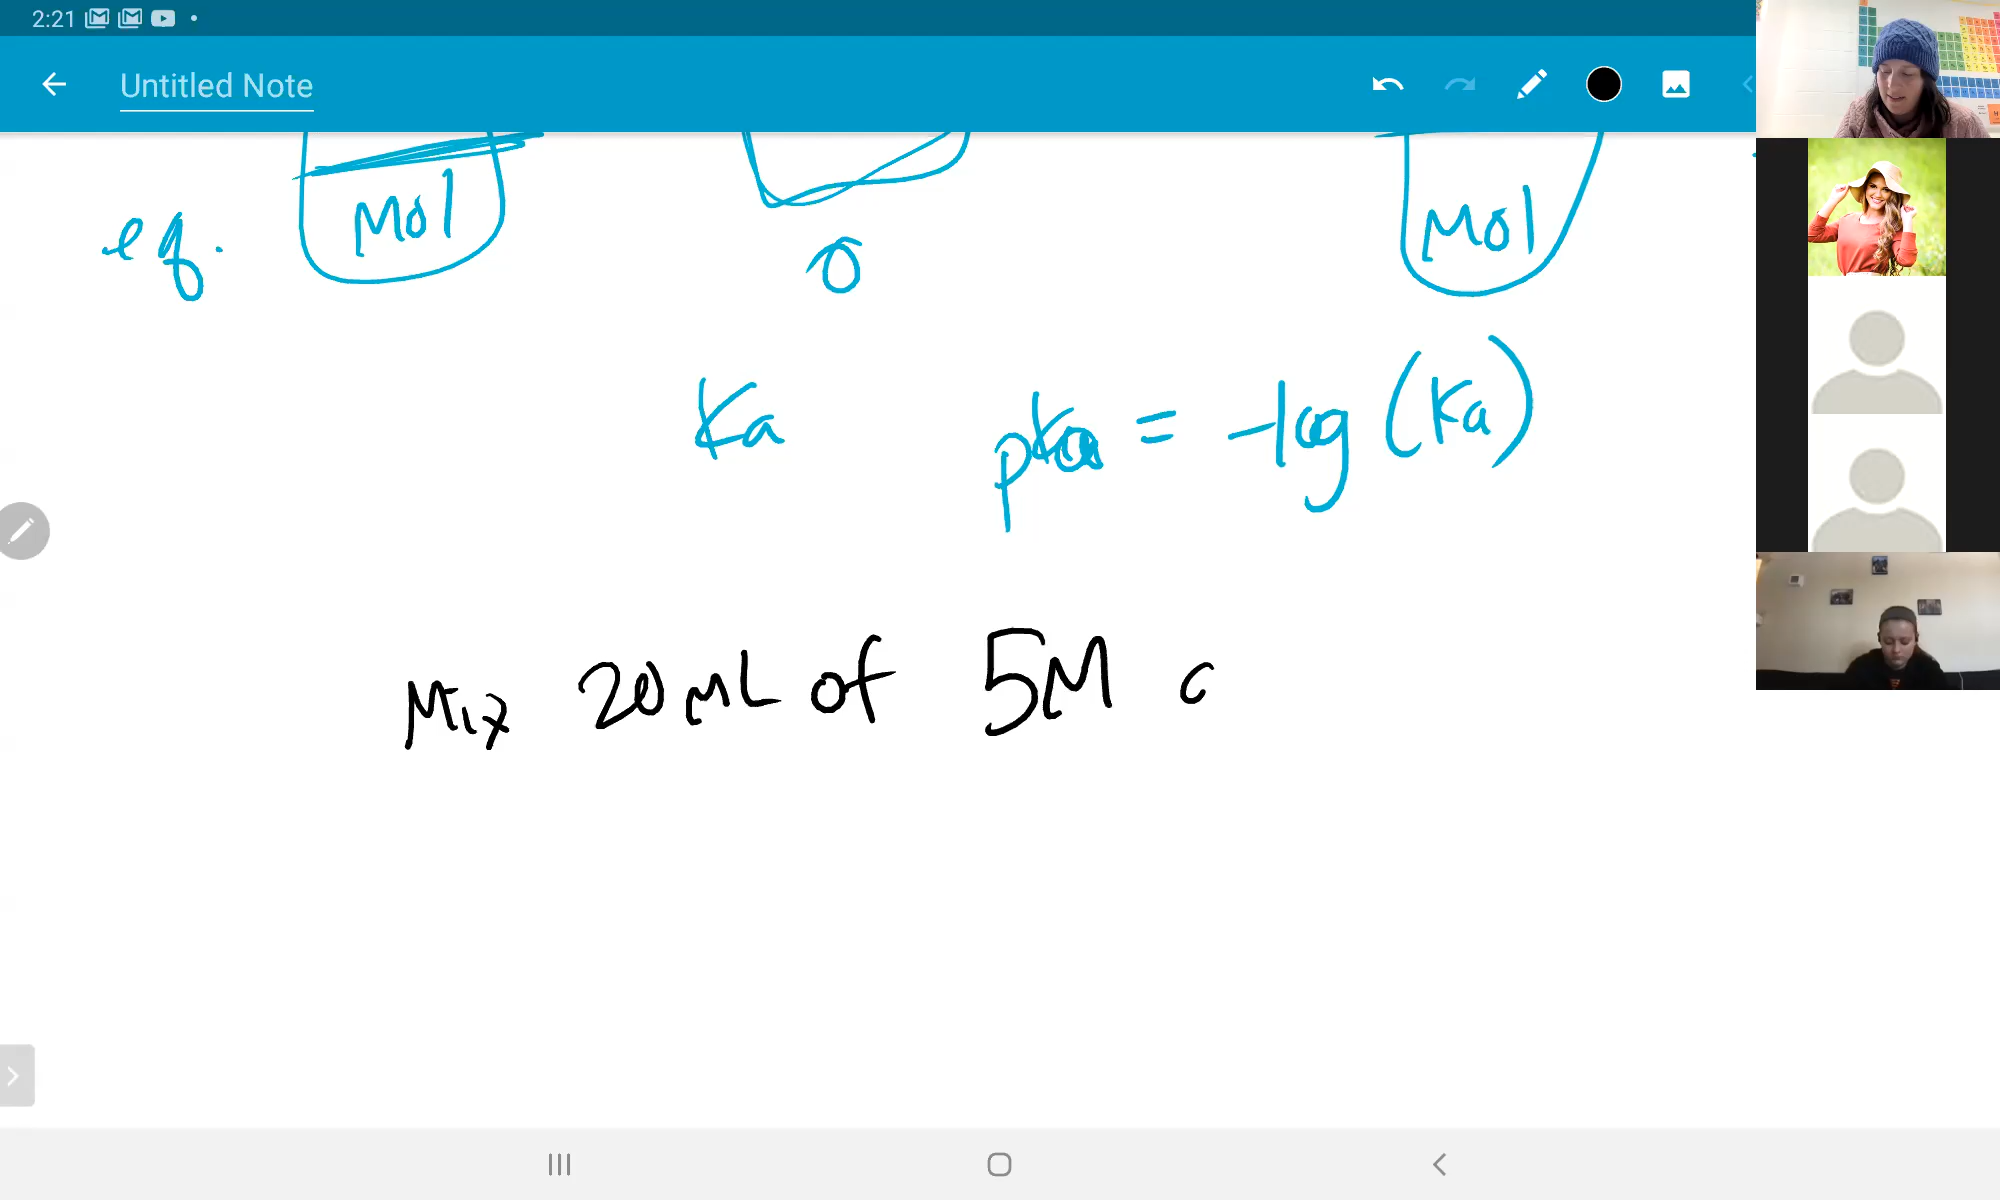 2:21
Untitled Note
mol
mol
eq.
0
Ka pKa = -log (Ka)
Mix 20 mL of 5M c